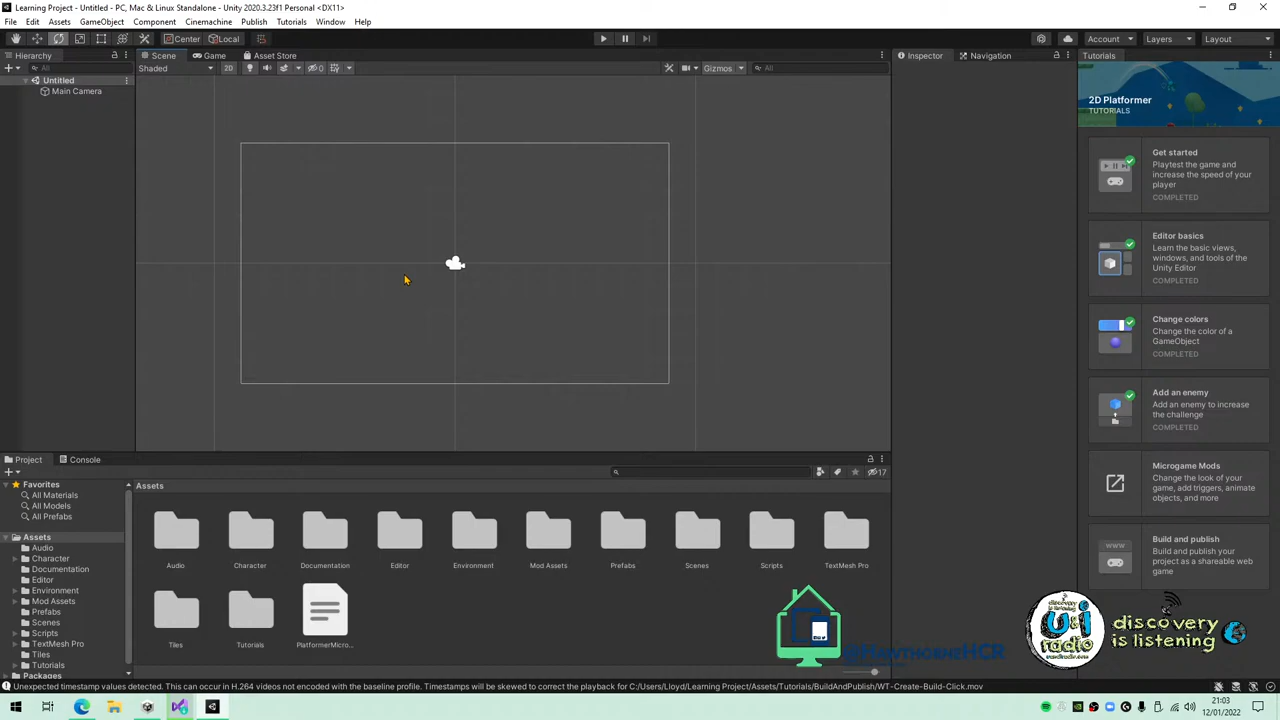 Learning Project - Untitled - PC, Mac & Linux Standalone - Unity 2020.3.23f1 Personal <DX11>
File Edit Assets GameObject Component Cinemachine Publish Tutorials Window Help
Center Local Account Layers Layout
Hierarchy Scene Game Asset Store Inspector Navigation Tutorials
All Shaded 2D 0 Gizmos All
Untitled
Main Camera
2D Platformer
TUTORIALS
Get started
Playtest the game and
increase the speed of your
player
COMPLETED
Editor basics
Learn the basic views,
windows, and tools of the
Unity Editor
COMPLETED
Change colors
Change the color of a
GameObject
COMPLETED
Add an enemy
Add an enemy to increase
the challenge
COMPLETED
Microgame Mods
Change the look of your
game, add triggers, animate
objects, and more
WWW
Build and publish
Build and publish your
project as a shareable web
game
Project Console
17
Favorites
All Materials
All Models
All Prefabs
Assets
Audio
Character
Documentation
Editor
Environment
Mod Assets
Prefabs
Scenes
Scripts
TextMesh Pro
Tiles
Tutorials
Packages
Assets
Audio Character Documentation Editor Environment Mod Assets Prefabs Scenes Scripts TextMesh Pro
Tiles Tutorials PlatformerMicro...
discovery is listening
u&i
radio
discovery
is listening
Unexpected timestamp values detected. This can occur in H.264 videos not encoded with the baseline profile. Timestamps will be skewed to correct the playback for C:/Users/Lloyd/Learning Project/Assets/Tutorials/BuildAndPublish/WT-Create-Build-Click.mov
21:03
12/01/2022